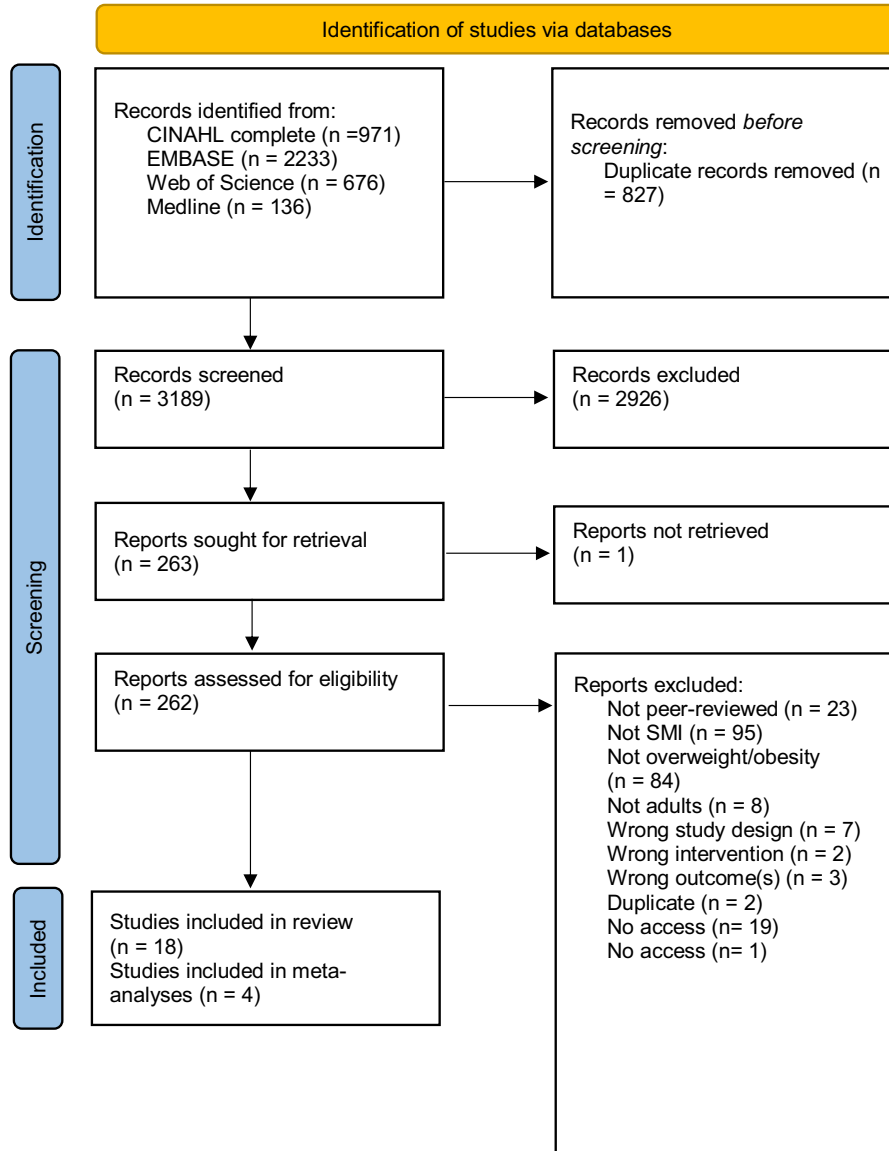 Identification of studies via databases
Identification
Records identified from:
CINAHL complete (n =971)
EMBASE (n = 2233)
Web of Science (n = 676)
Medline (n = 136)
Records removed before
screening:
Duplicate records removed (n
= 827)
Screening
Records screened
(n = 3189)
Records excluded
(n = 2926)
Reports sought for retrieval
(n = 263)
Reports not retrieved
(n = 1)
Reports assessed for eligibility
(n = 262)
Reports excluded:
Not peer-reviewed (n = 23)
Not SMI (n = 95)
Not overweight/obesity
(n = 84)
Not adults (n = 8)
Wrong study design (n = 7)
Wrong intervention (n = 2)
Wrong outcome(s) (n = 3)
Duplicate (n = 2)
No access (n= 19)
No access (n= 1)
Included
Studies included in review
(n = 18)
Studies included in meta-
analyses (n = 4)